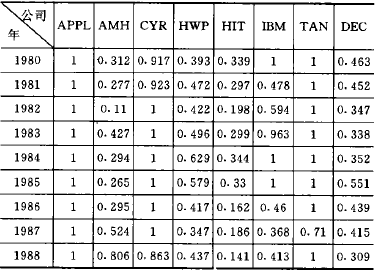 公司 APPL AMH CYR HWP HIT IBM TAN DEC
年
1980 1 0.312 0.917 0.393 0.339 1 1 0.463
1981 1 0.277 0.923 0.472 0.297 0.478 1 0.452
1982 1 0.11 1 0.422 0.198 0.594 1 0.347
1983 1 0.427 1 0.496 0.299 0.963 1 0.338
1984 1 0.294 1 0.629 0.344 1 1 0.352
1985 1 0.265 1 0.579 0.33 1 1 0.551
1986 1 0.295 1 0.417 0.162 0.46 1 0.439
1987 1 0.524 1 0.347 0.186 0.368 0.71 0.415
1988 1 0.806 0.863 0.437 0.141 0.413 1 0.309